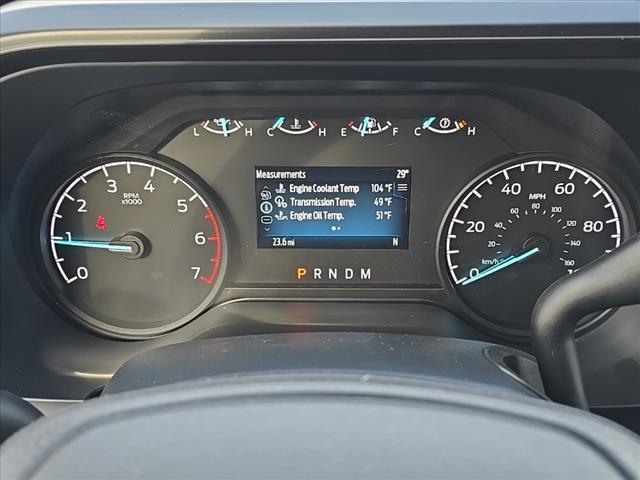 L H C H E F C H
Measurements 29°
Engine Coolant Temp 104 °F
Transmission Temp. 49 °F
Engine Oil Temp. 51 °F
23.6 mi N
P R N D M
RPM
x1000
0 1 2 3 4 5 6 7
MPH
0 20 40 60 80
km/h
20 40 60 80 100 120 140 160